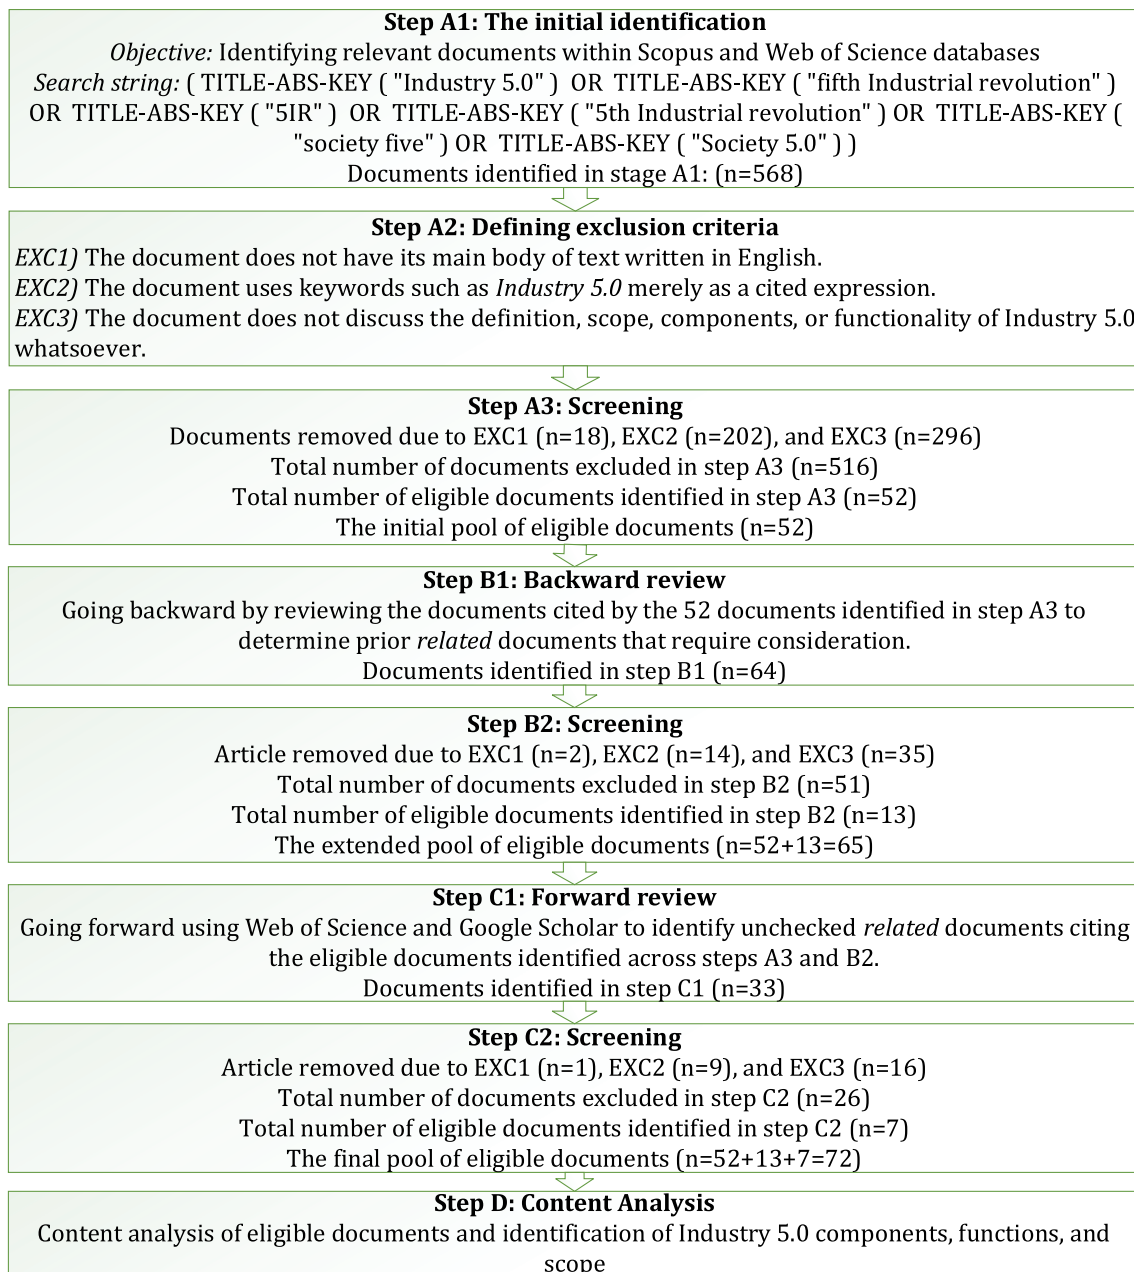 Step A1: The initial identification
Objective: Identifying relevant documents within Scopus and Web of Science databases
Search string: ( TITLE-ABS-KEY ( "Industry 5.0" )  OR  TITLE-ABS-KEY ( "fifth Industrial revolution" )
OR  TITLE-ABS-KEY ( "5IR" )  OR  TITLE-ABS-KEY ( "5th Industrial revolution" ) OR  TITLE-ABS-KEY (
"society five" ) OR  TITLE-ABS-KEY ( "Society 5.0" ) )
Documents identified in stage A1: (n=568)
Step A2: Defining exclusion criteria
EXC1) The document does not have its main body of text written in English.
EXC2) The document uses keywords such as Industry 5.0 merely as a cited expression.
EXC3) The document does not discuss the definition, scope, components, or functionality of Industry 5.0
whatsoever.
Step A3: Screening
Documents removed due to EXC1 (n=18), EXC2 (n=202), and EXC3 (n=296)
Total number of documents excluded in step A3 (n=516)
Total number of eligible documents identified in step A3 (n=52)
The initial pool of eligible documents (n=52)
Step B1: Backward review
Going backward by reviewing the documents cited by the 52 documents identified in step A3 to
determine prior related documents that require consideration.
Documents identified in step B1 (n=64)
Step B2: Screening
Article removed due to EXC1 (n=2), EXC2 (n=14), and EXC3 (n=35)
Total number of documents excluded in step B2 (n=51)
Total number of eligible documents identified in step B2 (n=13)
The extended pool of eligible documents (n=52+13=65)
Step C1: Forward review
Going forward using Web of Science and Google Scholar to identify unchecked related documents citing
the eligible documents identified across steps A3 and B2.
Documents identified in step C1 (n=33)
Step C2: Screening
Article removed due to EXC1 (n=1), EXC2 (n=9), and EXC3 (n=16)
Total number of documents excluded in step C2 (n=26)
Total number of eligible documents identified in step C2 (n=7)
The final pool of eligible documents (n=52+13+7=72)
Step D: Content Analysis
Content analysis of eligible documents and identification of Industry 5.0 components, functions, and
scope